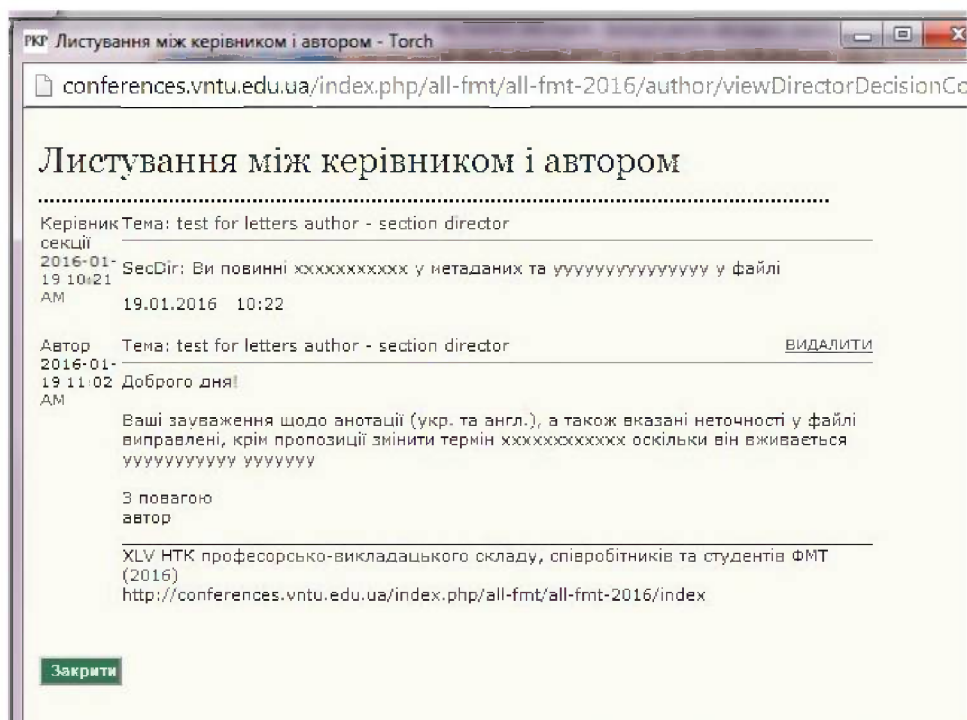 PKP Листування між керівником і автором - Torch
conferences.vntu.edu.ua/index.php/all-fmt/all-fmt-2016/author/viewDirectorDecisionCo
Листування між керівником і автором
Керівник секції 2016-01-19 10:21 AM
Тема: test for letters author - section director
SecDir: Ви повинні xxxxxxxxxxx у метаданих та yyyyyyyyyyyyyyy у файлі
19.01.2016 10:22
Автор 2016-01-19 11:02 AM
Тема: test for letters author - section director ВИДАЛИТИ
Доброго дня!
Ваші зауваження щодо анотації (укр. та англ.), а також вказані неточності у файлі
виправлені, крім пропозиції змінити термін xxxxxxxxxxxx оскільки він вживається
yyyyyyyyyyy yyyyyyy
З повагою
автор
XLV НТК професорсько-викладацького складу, співробітників та студентів ФМТ
(2016)
http://conferences.vntu.edu.ua/index.php/all-fmt/all-fmt-2016/index
Закрити